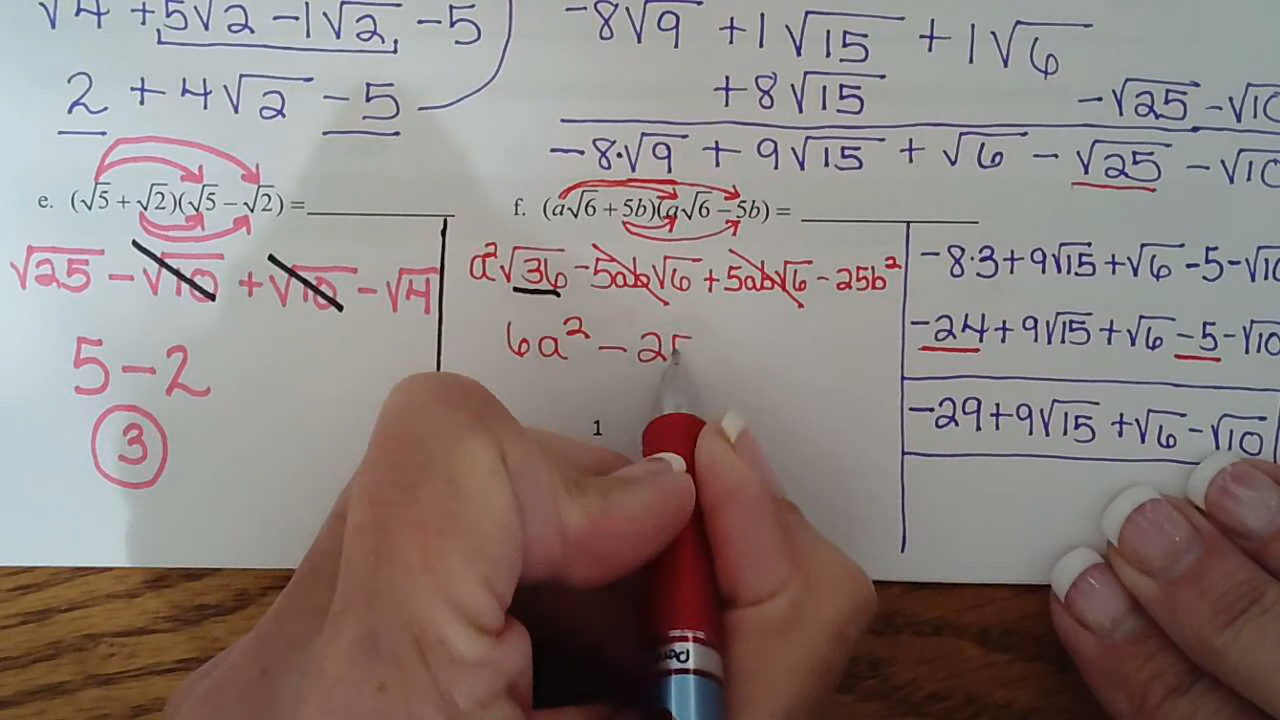 √4 + 5√2 - 1√2 - 5
2 + 4√2 - 5
-8√9 + 1√15 + 1√6
+8√15 -√25 -√10
-8·√9 + 9√15 + √6 - √25 - √10
e. (√5 + √2)(√5 - √2) = ____________
√25 - √10 + √10 - √4
5 - 2
3
f. (a√6 + 5b)(a√6 - 5b) = ______________
a²√36 - 5ab√6 + 5ab√6 - 25b²
6a² - 25
1
-8·3 + 9√15 + √6 - 5 - √10
-24 + 9√15 + √6 - 5 - √10
-29 + 9√15 + √6 - √10